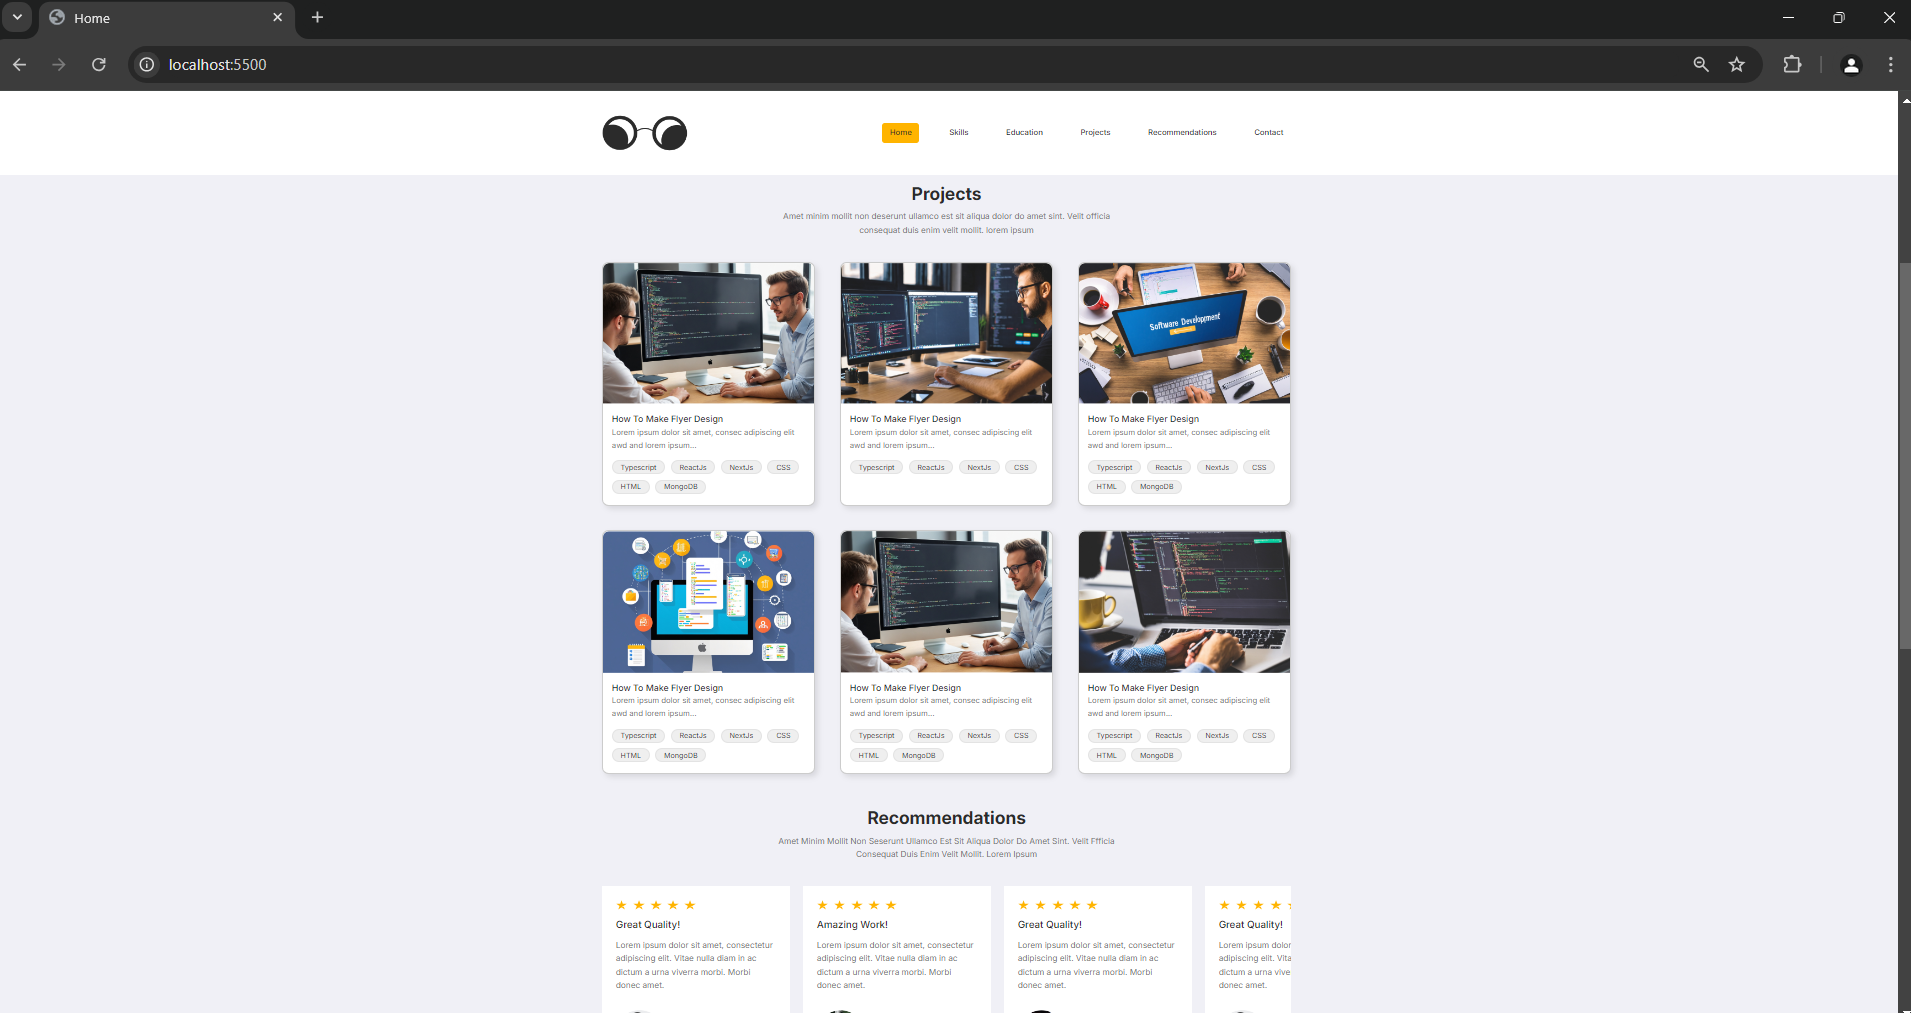 Home
localhost:5500
Home Skills Education Projects Recommendations Contact
Projects
Amet minim mollit non deserunt ullamco est sit aliqua dolor do amet sint. Velit officia
consequat duis enim velit mollit. lorem ipsum
Software Development
How To Make Flyer Design
Lorem ipsum dolor sit amet, consec adipiscing elit
awd and lorem ipsum...
Typescript ReactJs NextJs CSS
HTML MongoDB
How To Make Flyer Design
Lorem ipsum dolor sit amet, consec adipiscing elit
awd and lorem ipsum...
Typescript ReactJs NextJs CSS
How To Make Flyer Design
Lorem ipsum dolor sit amet, consec adipiscing elit
awd and lorem ipsum...
Typescript ReactJs NextJs CSS
HTML MongoDB
How To Make Flyer Design
Lorem ipsum dolor sit amet, consec adipiscing elit
awd and lorem ipsum...
Typescript ReactJs NextJs CSS
HTML MongoDB
How To Make Flyer Design
Lorem ipsum dolor sit amet, consec adipiscing elit
awd and lorem ipsum...
Typescript ReactJs NextJs CSS
HTML MongoDB
How To Make Flyer Design
Lorem ipsum dolor sit amet, consec adipiscing elit
awd and lorem ipsum...
Typescript ReactJs NextJs CSS
HTML MongoDB
Recommendations
Amet Minim Mollit Non Seserunt Ullamco Est Sit Aliqua Dolor Do Amet Sint. Velit Fficia
Consequat Duis Enim Velit Mollit. Lorem Ipsum
Great Quality!
Lorem ipsum dolor sit amet, consectetur
adipiscing elit. Vitae nulla diam in ac
dictum a urna viverra morbi. Morbi
donec amet.
Amazing Work!
Lorem ipsum dolor sit amet, consectetur
adipiscing elit. Vitae nulla diam in ac
dictum a urna viverra morbi. Morbi
donec amet.
Great Quality!
Lorem ipsum dolor sit amet, consectetur
adipiscing elit. Vitae nulla diam in ac
dictum a urna viverra morbi. Morbi
donec amet.
Great Quality!
Lorem ipsum dolor
adipiscing elit. Vita
dictum a urna vive
donec amet.